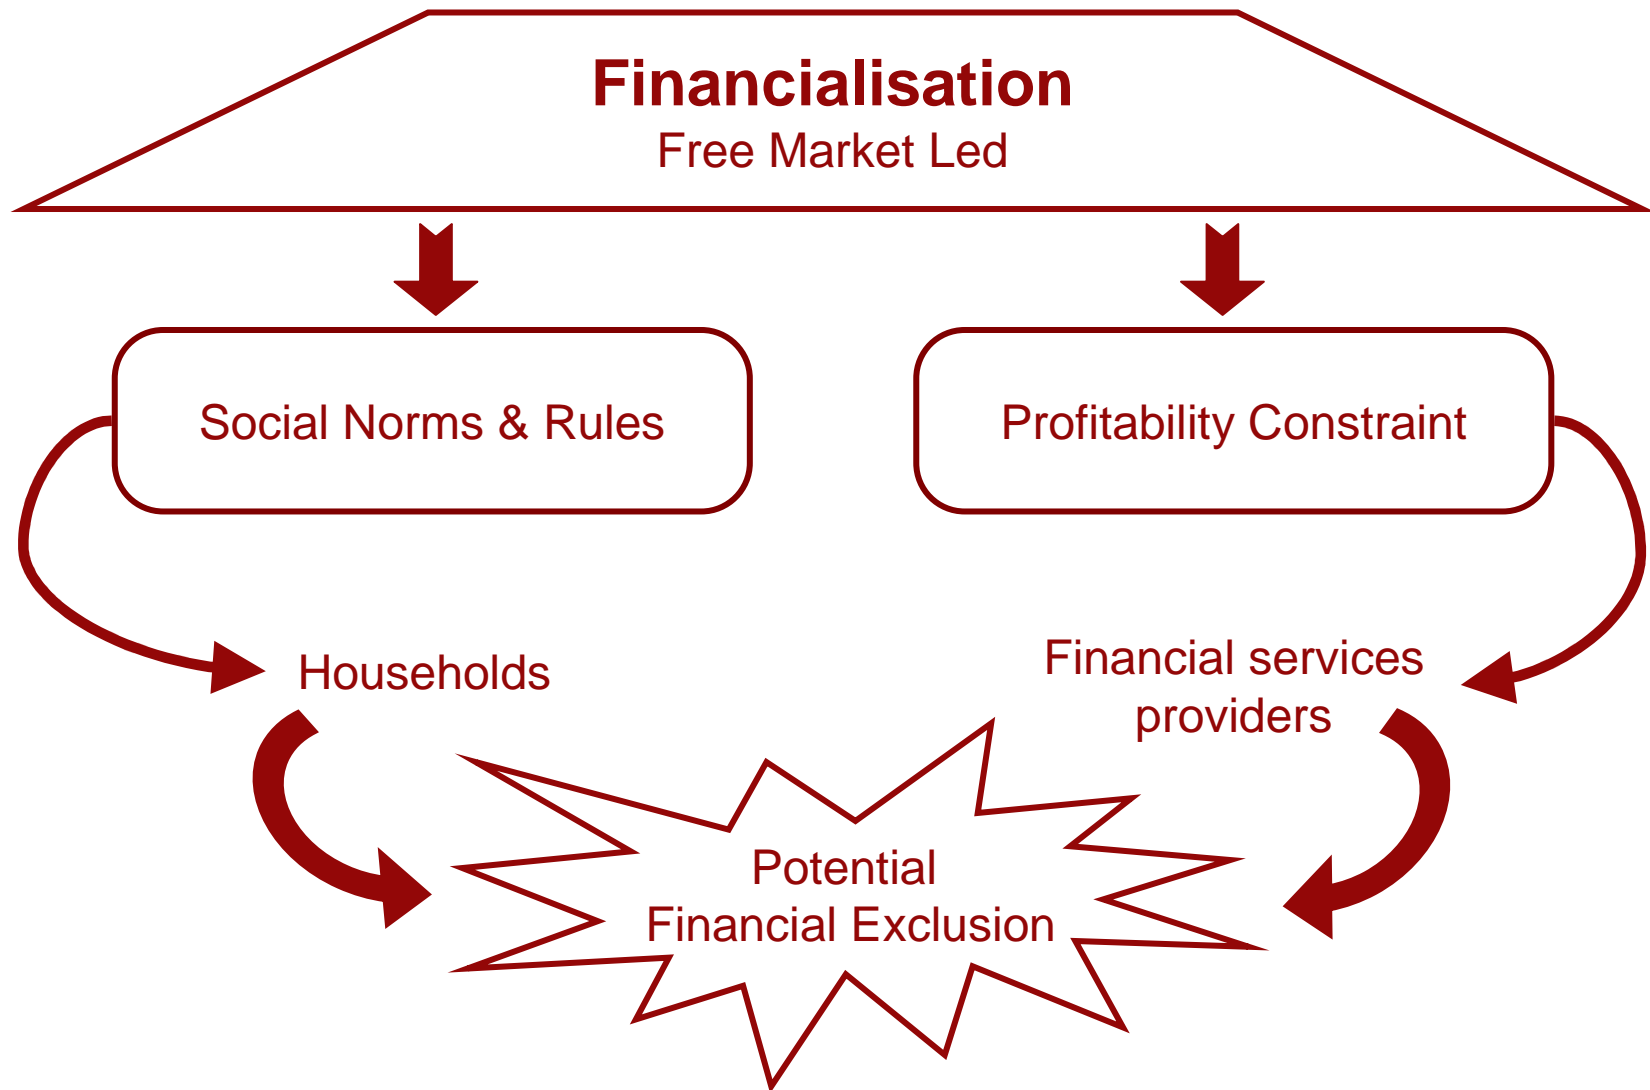 Financialisation
Free Market Led
Social Norms & Rules
Profitability Constraint
Households
Financial services
providers
Potential
Financial Exclusion